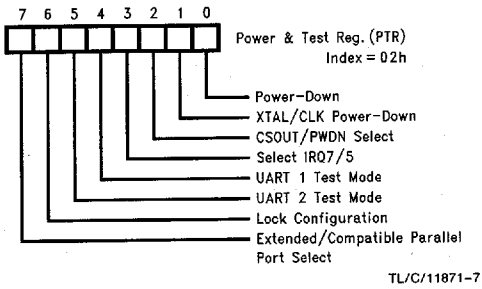 7 6 5 4 3 2 1 0
Power & Test Reg. (PTR)
Index = 02h
Power-Down
XTAL/CLK Power-Down
CSOUT/PWDN Select
Select IRQ7/5
UART 1 Test Mode
UART 2 Test Mode
Lock Configuration
Extended/Compatible Parallel
Port Select
TL/C/11871-7